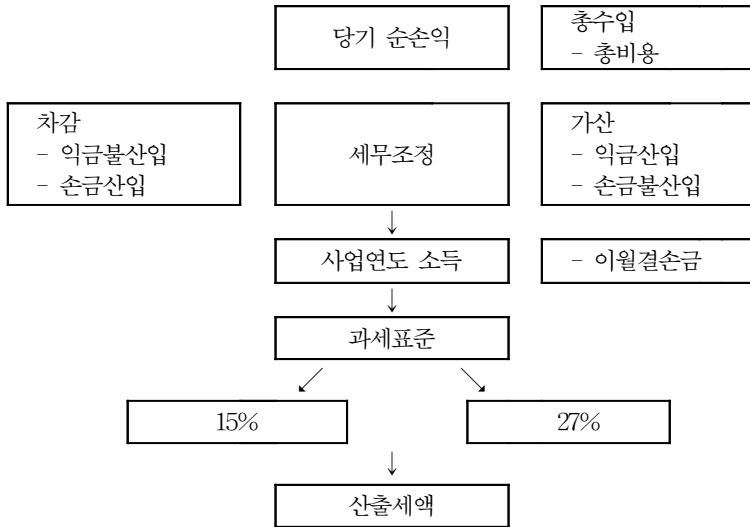 당기 순손익
총수입
- 총비용
차감
- 익금불산입
- 손금산입
세무조정
가산
- 익금산입
- 손금불산입
사업연도 소득
- 이월결손금
과세표준
15%
27%
산출세액